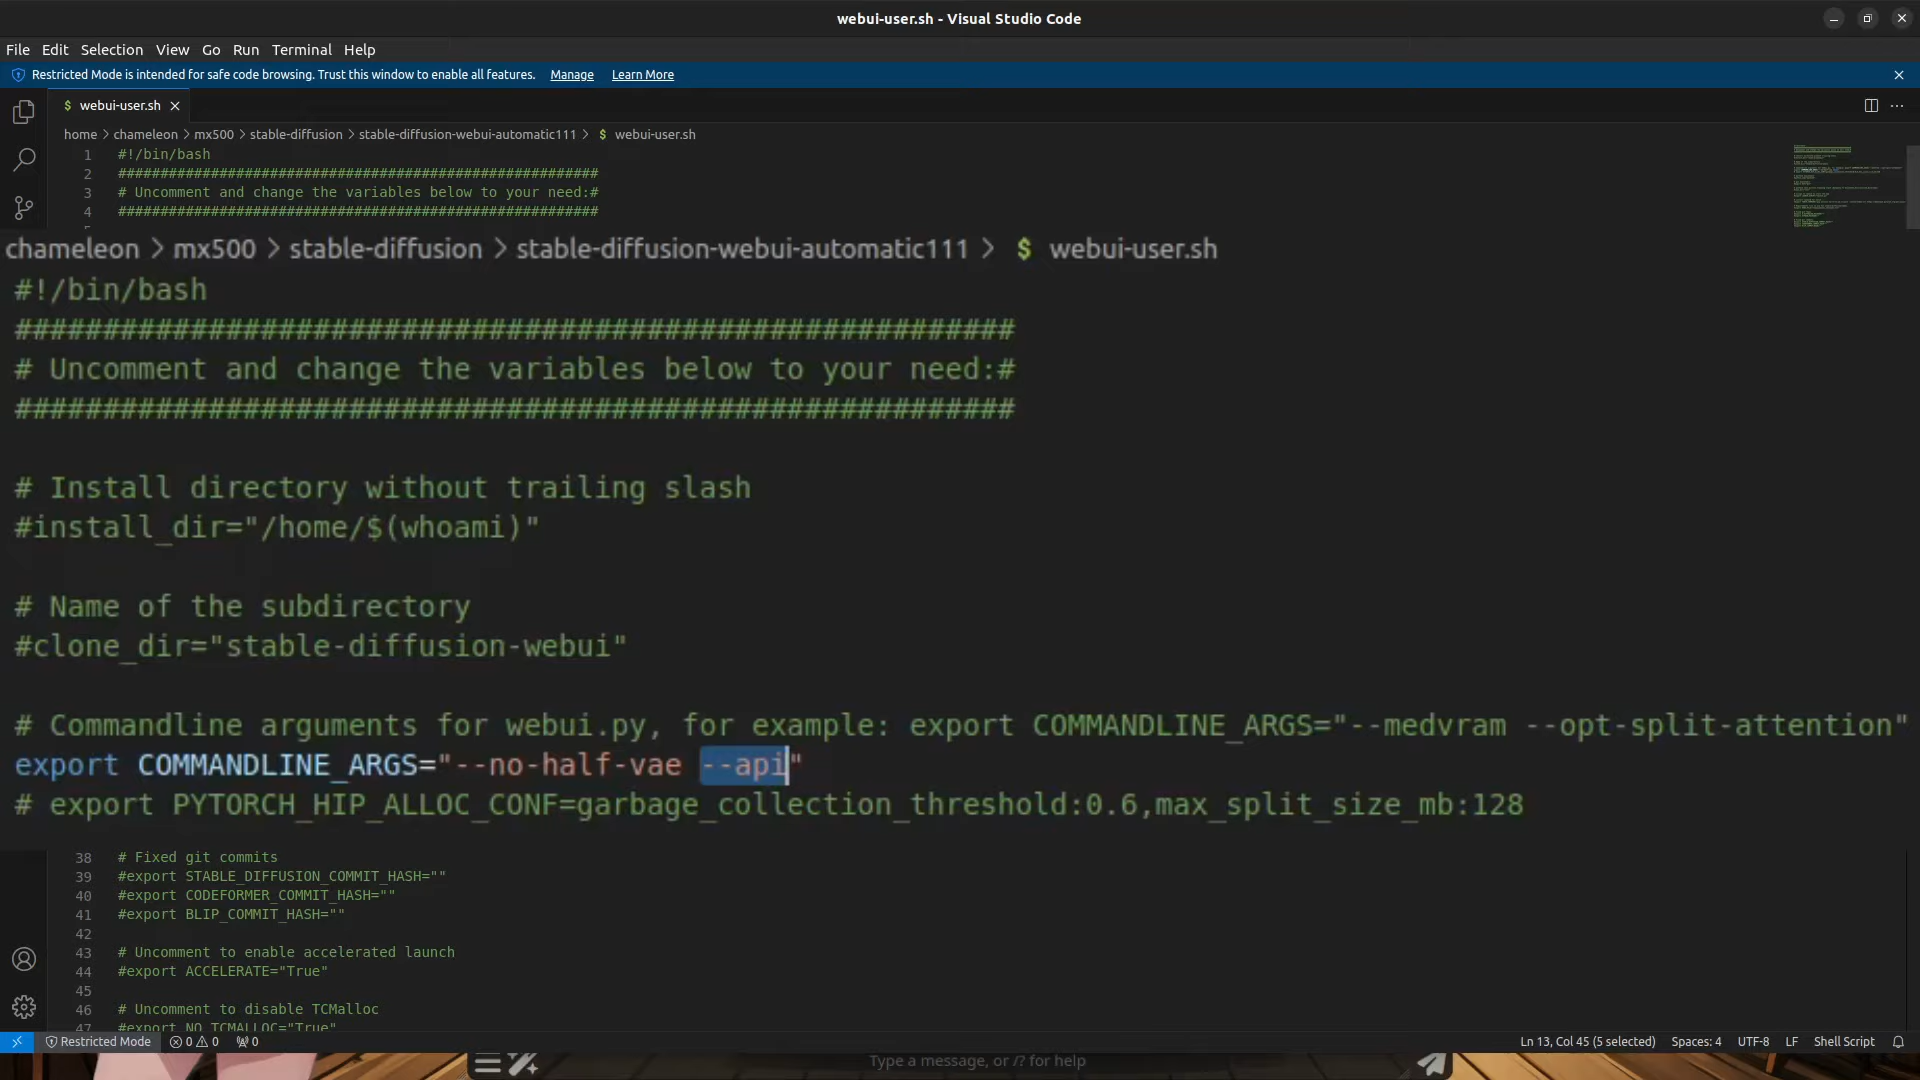 webui-user.sh - Visual Studio Code
File Edit Selection View Go Run Terminal Help
Restricted Mode is intended for safe code browsing. Trust this window to enable all features. Manage Learn More
$ webui-user.sh
home > chameleon > mx500 > stable-diffusion > stable-diffusion-webui-automatic111 > $ webui-user.sh
1 #!/bin/bash
2 #########################################################
3 # Uncomment and change the variables below to your need:#
4 #########################################################
chameleon > mx500 > stable-diffusion > stable-diffusion-webui-automatic111 > $ webui-user.sh
#!/bin/bash
#########################################################
# Uncomment and change the variables below to your need:#
#########################################################
# Install directory without trailing slash
#install_dir="/home/$(whoami)"
# Name of the subdirectory
#clone_dir="stable-diffusion-webui"
# Commandline arguments for webui.py, for example: export COMMANDLINE_ARGS="--medvram --opt-split-attention"
export COMMANDLINE_ARGS="--no-half-vae --api"
# export PYTORCH_HIP_ALLOC_CONF=garbage_collection_threshold:0.6,max_split_size_mb:128
38 # Fixed git commits
39 #export STABLE_DIFFUSION_COMMIT_HASH=""
40 #export CODEFORMER_COMMIT_HASH=""
41 #export BLIP_COMMIT_HASH=""
42
43 # Uncomment to enable accelerated launch
44 #export ACCELERATE="True"
45
46 # Uncomment to disable TCMalloc
47 #export NO_TCMALLOC="True"
Restricted Mode 0 0 0 Ln 13, Col 45 (5 selected) Spaces: 4 UTF-8 LF Shell Script
Type a message, or /? for help